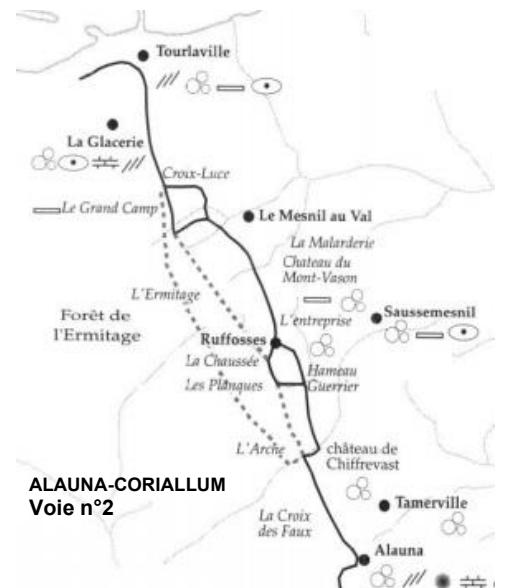 Tourlaville
La Glacerie
Croix-Luce
Le Grand Camp
Le Mesnil au Val
La Malarderie
Chateau du
Mont-Vason
L'Ermitage
Saussemesnil
Forêt de
l'Ermitage
L'entreprise
Ruffosses
La Chaussée
Les Planques
Hameau
Guerrier
L'Arche
château de
Chiffrevast
ALAUNA-CORIALLUM
Voie n°2
Tamerville
La Croix
des Faux
Alauna